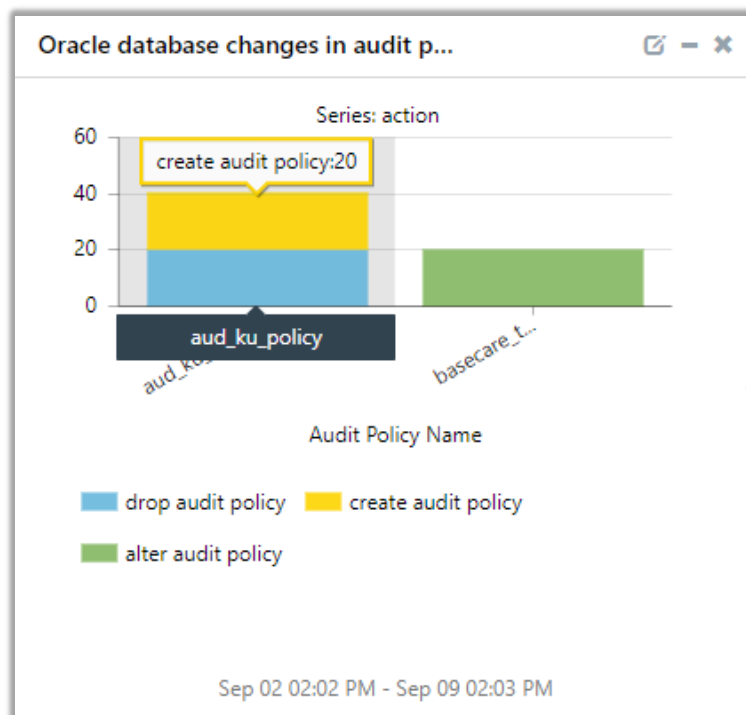 Oracle database changes in audit p...
Series: action
60
create audit policy:20
40
20
0
aud_ku_policy
aud_ku_
basecare_t...
Audit Policy Name
drop audit policy
create audit policy
alter audit policy
Sep 02 02:02 PM - Sep 09 02:03 PM